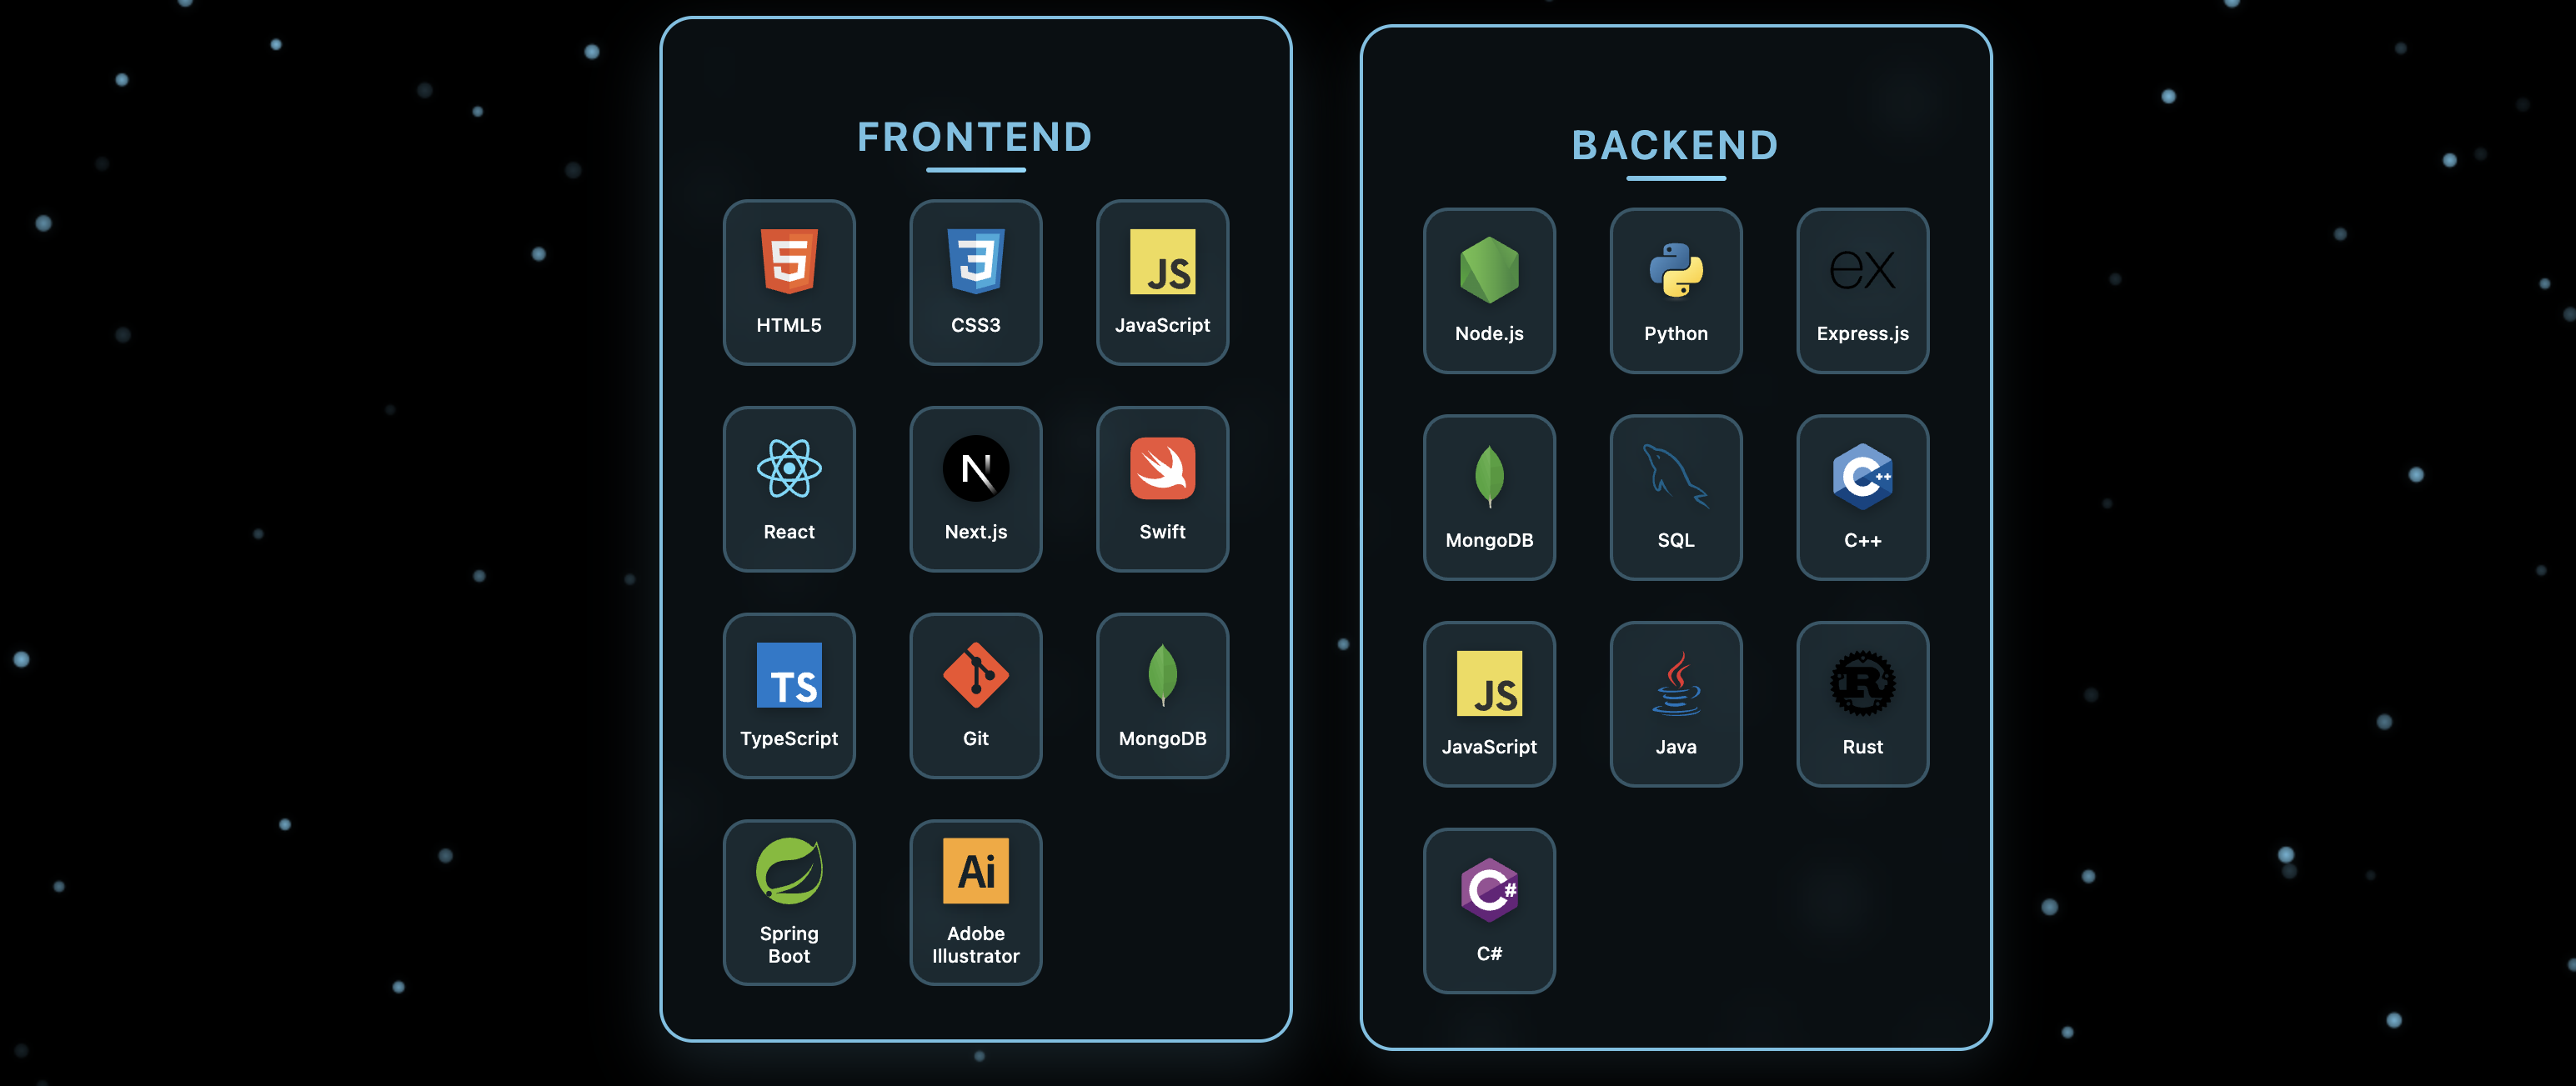 FRONTEND
5
HTML5
3
CSS3
JS
JavaScript
React
N
Next.js
Swift
TS
TypeScript
Git
MongoDB
Spring
Boot
Ai
Adobe
Illustrator
BACKEND
Node.js
Python
ex
Express.js
MongoDB
SQL
C++
C++
JS
JavaScript
Java
R
Rust
C#
C#